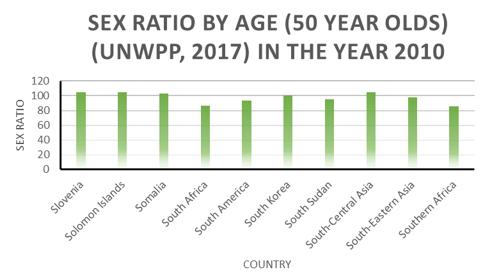 SEX RATIO BY AGE (50 YEAR OLDS)
(UNWPP, 2017) IN THE YEAR 2010
SEX RATIO
120
100
80
60
40
20
0
Slovenia
Solomon Islands
Somalia
South Africa
South America
South Korea
South Sudan
South-Central Asia
South-Eastern Asia
Southern Africa
COUNTRY